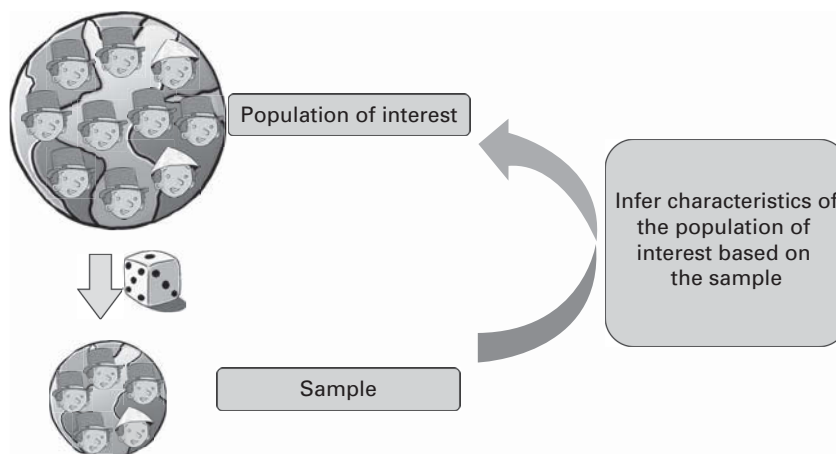 Population of interest
Infer characteristics of
the population of
interest based on
the sample
Sample